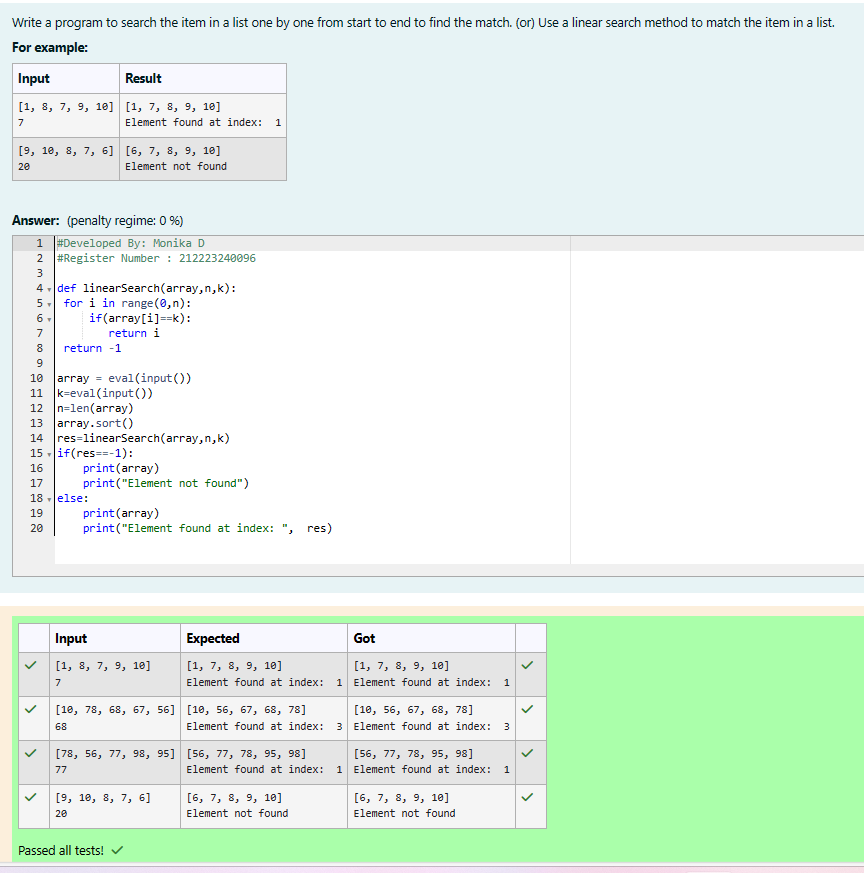 Write a program to search the item in a list one by one from start to end to find the match. (or) Use a linear search method to match the item in a list.
For example:
Input Result
[1, 8, 7, 9, 10] [1, 7, 8, 9, 10]
7 Element found at index:  1
[9, 10, 8, 7, 6] [6, 7, 8, 9, 10]
20 Element not found
Answer: (penalty regime: 0 %)
1 #Developed By: Monika D
2 #Register Number : 212223240096
3
4 def linearSearch(array,n,k):
5  for i in range(0,n):
6      if(array[i]==k):
7         return i
8  return -1
9
10 array = eval(input())
11 k=eval(input())
12 n=len(array)
13 array.sort()
14 res=linearSearch(array,n,k)
15 if(res==-1):
16     print(array)
17     print("Element not found")
18 else:
19     print(array)
20     print("Element found at index: ",  res)
Input Expected Got
[1, 8, 7, 9, 10] [1, 7, 8, 9, 10] [1, 7, 8, 9, 10]
7 Element found at index:  1 Element found at index:  1
[10, 78, 68, 67, 56] [10, 56, 67, 68, 78] [10, 56, 67, 68, 78]
68 Element found at index:  3 Element found at index:  3
[78, 56, 77, 98, 95] [56, 77, 78, 95, 98] [56, 77, 78, 95, 98]
77 Element found at index:  1 Element found at index:  1
[9, 10, 8, 7, 6] [6, 7, 8, 9, 10] [6, 7, 8, 9, 10]
20 Element not found Element not found
Passed all tests!